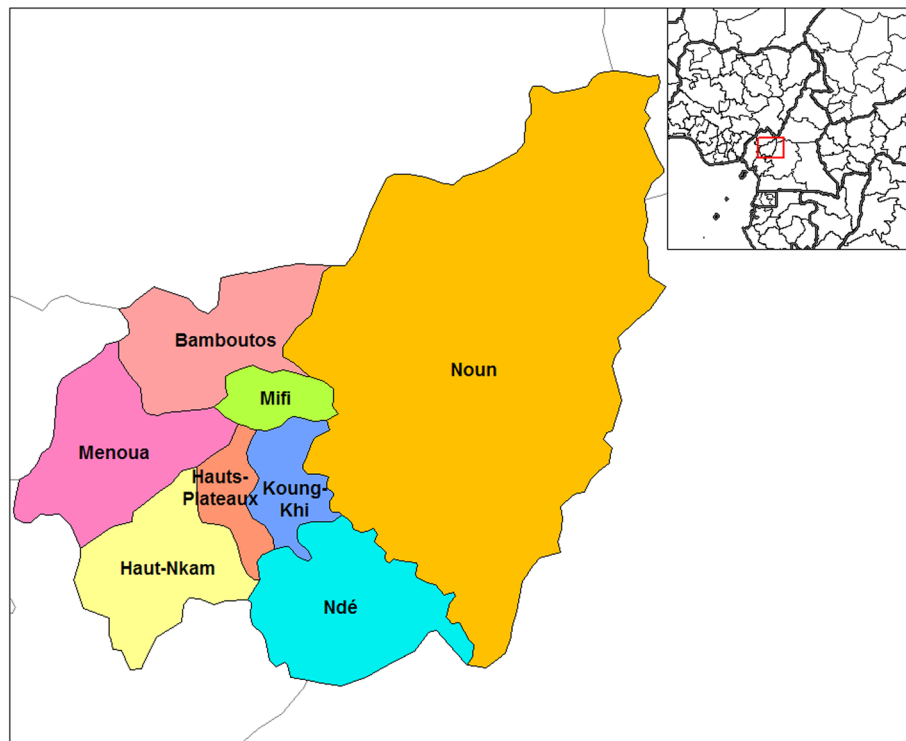 Bamboutos
Noun
Mifi
Menoua
Hauts-
Plateaux
Koung-
Khi
Haut-Nkam
Ndé